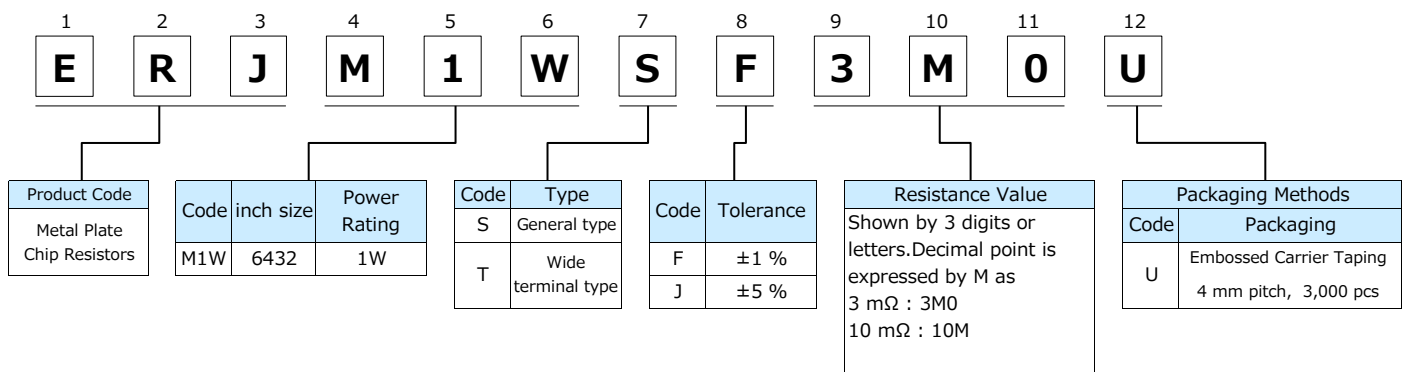 1 2 3 4 5 6 7 8 9 10 11 12
E R J M 1 W S F 3 M 0 U
Product Code
Metal Plate
Chip Resistors
Code inch size Power Rating
M1W 6432 1W
Code Type
S General type
T Wide terminal type
Code Tolerance
F ±1 %
J ±5 %
Resistance Value
Shown by 3 digits or
letters.Decimal point is
expressed by M as
3 mΩ : 3M0
10 mΩ : 10M
Packaging Methods
Code Packaging
U Embossed Carrier Taping
4 mm pitch, 3,000 pcs